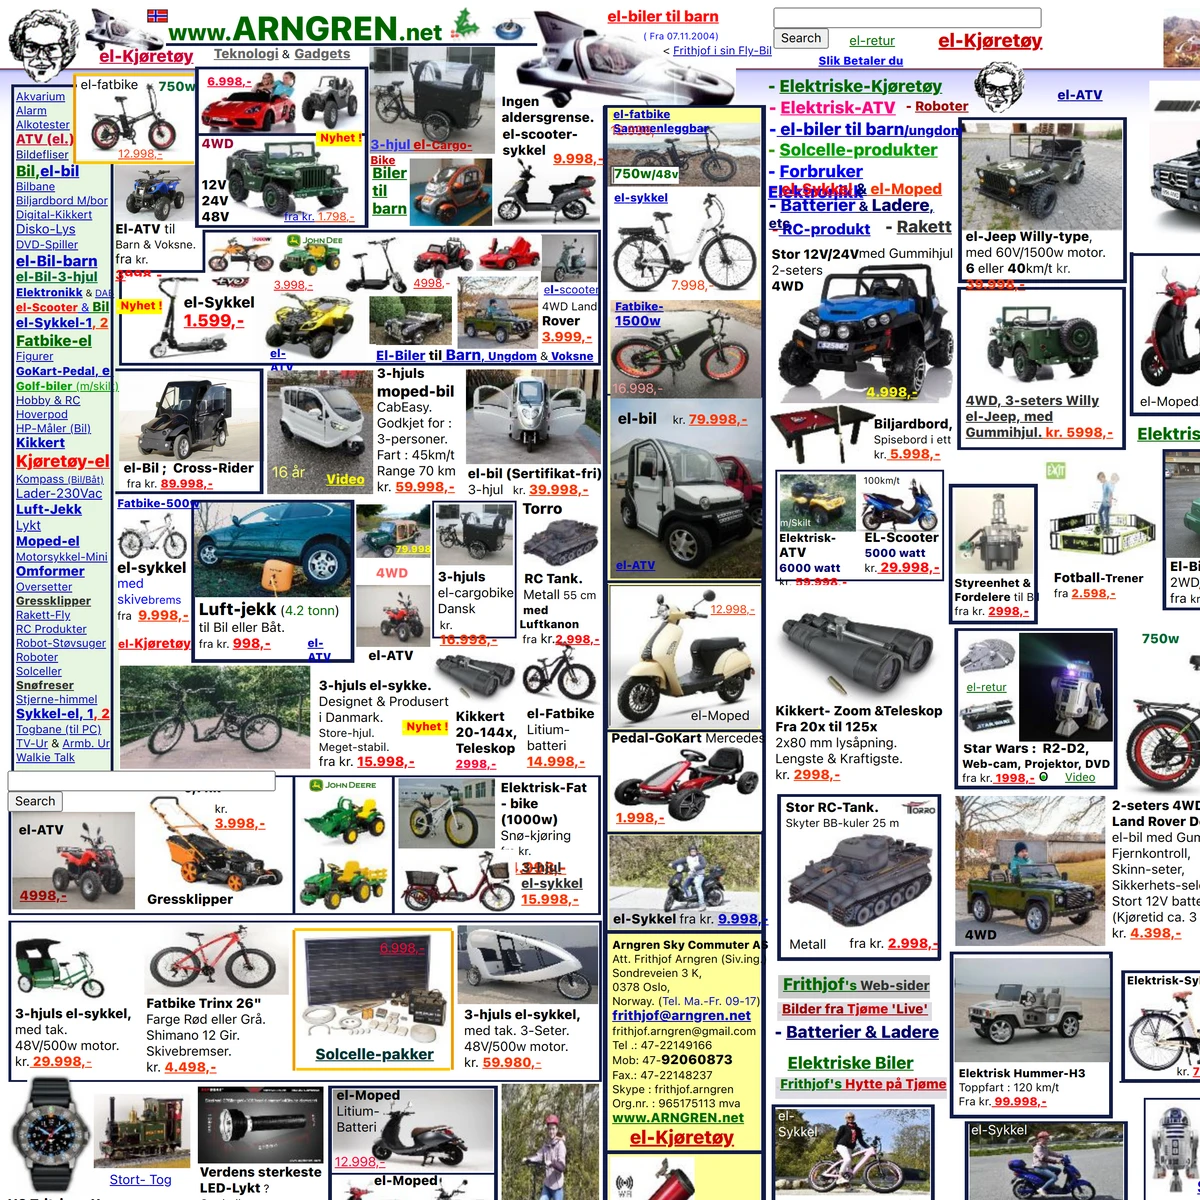 www.ARNGREN.net
el-Kjøretøy
Teknologi & Gadgets
el-biler til barn
( Fra 07.11.2004)
< Frithjof i sin Fly-Bil
Search
el-retur
el-Kjøretøy
Slik Betaler du
Akvarium
Alarm
Alkotester
ATV (el.)
Bildefliser
Bil,el-bil
Bilbane
Biljardbord M/bor
Digital-Kikkert
Disko-Lys
DVD-Spiller
el-Bil-barn
el-Bil-3-hjul
Elektronikk & DAB
el-Scooter & Bil
el-Sykkel-1, 2
Fatbike-el
Figurer
GoKart-Pedal, e
Golf-biler (m/skilt)
Hobby & RC
Hoverpod
HP-Måler (Bil)
Kikkert
Kjøretøy-el
Kompass (Bil/Båt)
Lader-230Vac
Luft-Jekk
Lykt
Moped-el
Motorsykkel-Mini
Omformer
Oversetter
Gressklipper
Rakett-Fly
RC Produkter
Robot-Støvsuger
Roboter
Solceller
Snøfreser
Stjerne-himmel
Sykkel-el, 1, 2
Togbane (til PC)
TV-Ur & Armb. Ur
Walkie Talk
el-fatbike
750w
12.998,-
6.998,-
Nyhet !
4WD
12V
24V
48V
fra kr. 1.798,-
3-hjul el-Cargo-
Bike
Biler
til
barn
Ingen
aldersgrense.
el-scooter-
sykkel
9.998,-
El-ATV til
Barn & Voksne.
fra kr.
Nyhet !
el-Sykkel
1.599,-
JOHN DEERE
3.998,-
4998,-
el-
ATV
el-scooter
4WD Land
Rover
3.999,-
El-Biler til Barn, Ungdom & Voksne
el-Bil ; Cross-Rider
fra kr. 89.998,-
16 år
Video
3-hjuls
moped-bil
CabEasy.
Godkjet for :
3-personer.
Fart : 45km/t
Range 70 km
kr. 59.998,-
el-bil (Sertifikat-fri)
3-hjul kr. 39.998,-
Fatbike-500w
el-sykkel
med
skivebrems
fra 9.998,-
el-Kjøretøy
Luft-jekk (4.2 tonn)
til Bil eller Båt.
fra kr. 998,-
el-
ATV
79.998
4WD
el-ATV
3-hjuls
el-cargobike
Dansk
kr.
16.998,-
Torro
RC Tank.
Metall 55 cm
med
Luftkanon
fra kr.2.998,-
3-hjuls el-sykke.
Designet & Produsert
i Danmark.
Store-hjul.
Meget-stabil.
fra kr. 15.998,-
Nyhet !
Kikkert
20-144x,
Teleskop
2998,-
el-Fatbike
Litium-
batteri
14.998,-
Search
el-ATV
4998,-
kr.
3.998,-
Gressklipper
JOHN DEERE
Elektrisk-Fat
- bike
(1000w)
Snø-kjøring
3-hjul-
el-sykkel
15.998,-
3-hjuls el-sykkel,
med tak.
48V/500w motor.
kr. 29.998,-
Fatbike Trinx 26"
Farge Rød eller Grå.
Shimano 12 Gir.
Skivebremser.
kr. 4.498,-
6.998,-
Solcelle-pakker
3-hjuls el-sykkel,
med tak. 3-Seter.
48V/500w motor.
kr. 59.980,-
Stort- Tog
Verdens sterkeste
LED-Lykt ?
el-Moped
Litium-
Batteri
12.998,-
el-Moped
el-fatbike
Sammenleggbar
750w/48v
el-sykkel
7.998,-
Fatbike-
1500w
16.998,-
el-bil kr. 79.998,-
el-ATV
12.998,-
el-Moped
Pedal-GoKart Mercedes
1.998,-
el-Sykkel fra kr. 9.998,-
Arngren Sky Commuter AS
Att. Frithjof Arngren (Siv.ing.
Sondreveien 3 K,
0378 Oslo,
Norway. (Tel. Ma.-Fr. 09-17)
frithjof@arngren.net
frithjof.arngren@gmail.com
Tel .: 47-22149166
Mob: 47-92060873
Fax.: 47-22148237
Skype : frithjof.arngren
Org.nr. : 965175113 mva
www.ARNGREN.net
el-Kjøretøy
- Elektriske-Kjøretøy
- Elektrisk-ATV - Roboter
- el-biler til barn/ungdom
- Solcelle-produkter
- Forbruker
Elektronikk
- el-Sykkel & el-Moped
- Batterier & Ladere,
etc
- RC-produkt - Rakett
el-ATV
Stor 12V/24V med Gummihjul
2-seters
4WD
4.998,-
Biljardbord,
Spisebord i ett
kr. 5.998,-
m/Skilt
Elektrisk-
ATV
6000 watt
kr. 59.998,-
100km/t
EL-Scooter
5000 watt
kr. 29.998,-
Kikkert- Zoom &Teleskop
Fra 20x til 125x
2x80 mm lysåpning.
Lengste & Kraftigste.
kr. 2998,-
Stor RC-Tank.
Skyter BB-kuler 25 m
TORRO
Metall fra kr. 2.998,-
Frithjof's Web-sider
Bilder fra Tjøme 'Live'
- Batterier & Ladere
Elektriske Biler
Frithjof's Hytte på Tjøme
el-
Sykkel
el-Jeep Willy-type,
med 60V/1500w motor.
6 eller 40km/t kr.
39.998,-
4WD, 3-seters Willy
el-Jeep, med
Gummihjul. kr. 5998,-
el-Moped
Elektris
Styreenhet &
Fordelere til Bil
fra kr. 2998,-
EXIT
Fotball-Trener
fra 2.598,-
El-Bi
2WD,
kr.
el-retur
STAR WARS
Star Wars : R2-D2,
Web-cam, Projektor, DVD
fra kr. 1998,-
Video
750w
4WD
2-seters 4WD
Land Rover De
el-bil med Gum
Fjernkontroll,
Skinn-seter,
Sikkerhets-sele
Stort 12V batte
(Kjøretid ca. 3
kr. 4.398,-
Elektrisk Hummer-H3
Toppfart : 120 km/t
Fra kr. 99.998,-
Elektrisk-Sy
kr. 7
el-Sykkel